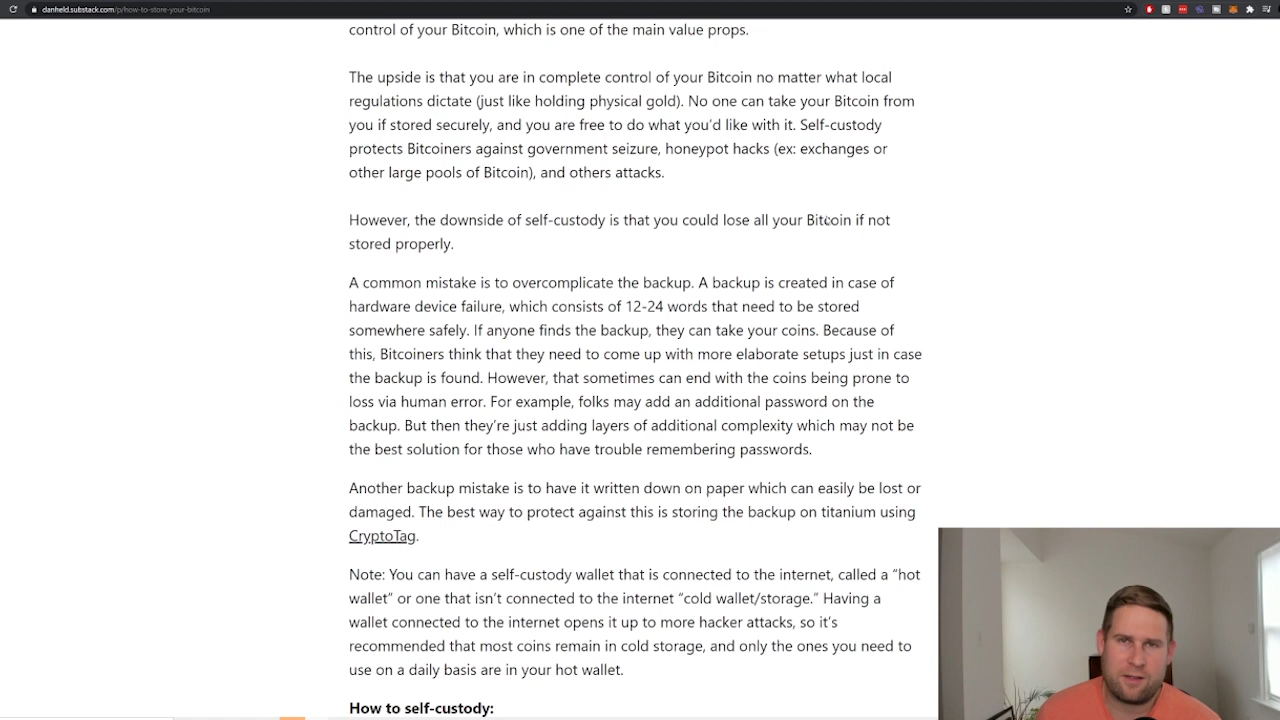 danheld.substack.com/p/how-to-store-your-bitcoin
control of your Bitcoin, which is one of the main value props.
The upside is that you are in complete control of your Bitcoin no matter what local
regulations dictate (just like holding physical gold). No one can take your Bitcoin from
you if stored securely, and you are free to do what you'd like with it. Self-custody
protects Bitcoiners against government seizure, honeypot hacks (ex: exchanges or
other large pools of Bitcoin), and others attacks.
However, the downside of self-custody is that you could lose all your Bitcoin if not
stored properly.
A common mistake is to overcomplicate the backup. A backup is created in case of
hardware device failure, which consists of 12-24 words that need to be stored
somewhere safely. If anyone finds the backup, they can take your coins. Because of
this, Bitcoiners think that they need to come up with more elaborate setups just in case
the backup is found. However, that sometimes can end with the coins being prone to
loss via human error. For example, folks may add an additional password on the
backup. But then they're just adding layers of additional complexity which may not be
the best solution for those who have trouble remembering passwords.
Another backup mistake is to have it written down on paper which can easily be lost or
damaged. The best way to protect against this is storing the backup on titanium using
CryptoTag.
Note: You can have a self-custody wallet that is connected to the internet, called a “hot
wallet” or one that isn't connected to the internet “cold wallet/storage.” Having a
wallet connected to the internet opens it up to more hacker attacks, so it's
recommended that most coins remain in cold storage, and only the ones you need to
use on a daily basis are in your hot wallet.
How to self-custody: